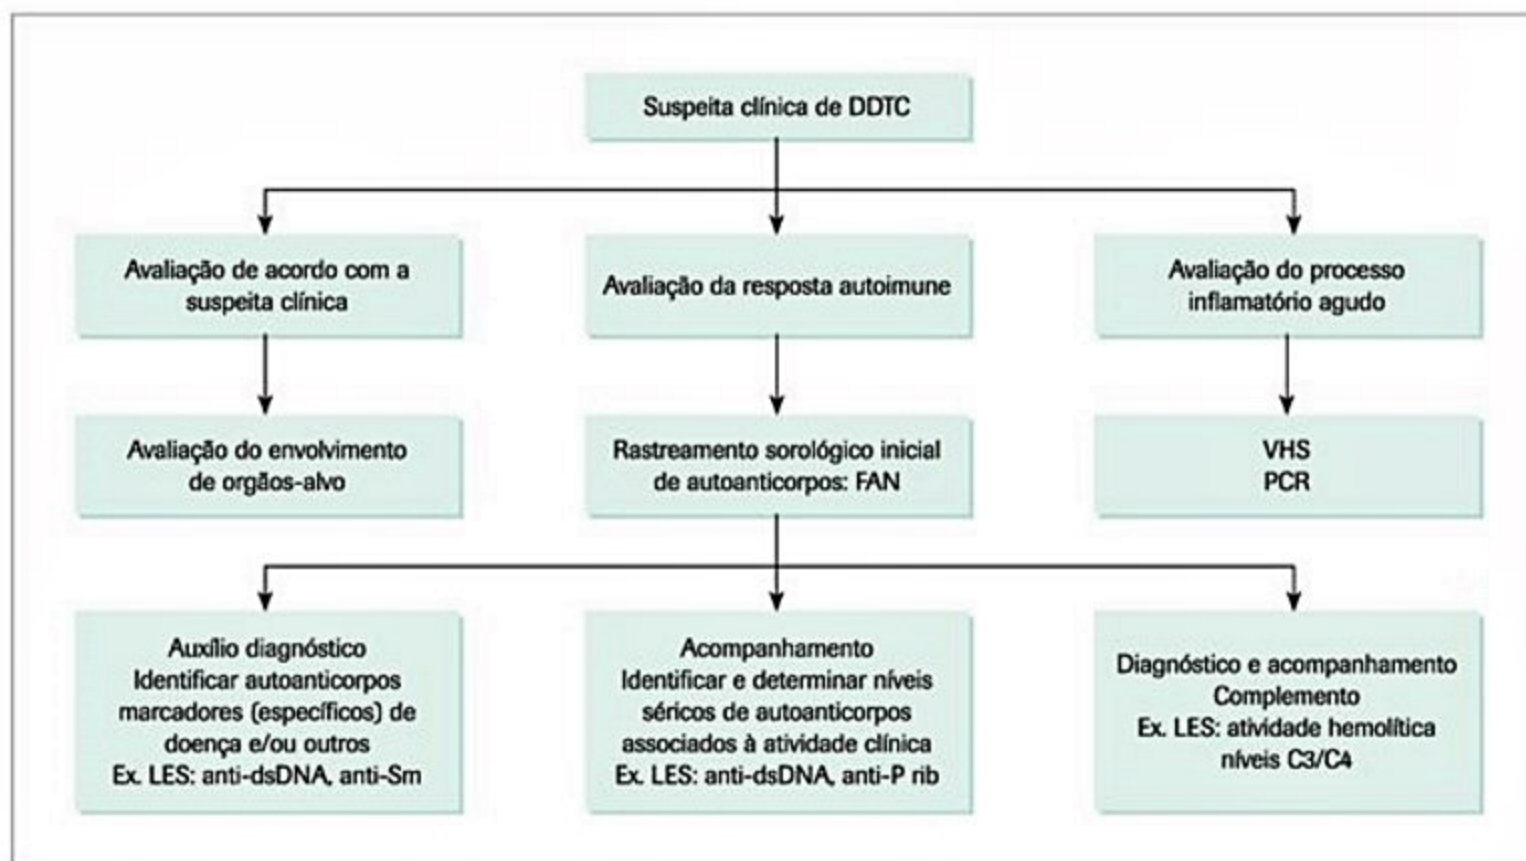 Suspeita clínica de DDTC
Avaliação de acordo com a
suspeita clínica
Avaliação da resposta autoimune
Avaliação do processo
inflamatório agudo
Avaliação do envolvimento
de orgãos-alvo
Rastreamento sorológico inicial
de autoanticorpos: FAN
VHS
PCR
Auxílio diagnóstico
Identificar autoanticorpos
marcadores (específicos) de
doença e/ou outros
Ex. LES: anti-dsDNA, anti-Sm
Acompanhamento
Identificar e determinar níveis
séricos de autoanticorpos
associados à atividade clínica
Ex. LES: anti-dsDNA, anti-P rib
Diagnóstico e acompanhamento
Complemento
Ex. LES: atividade hemolítica
níveis C3/C4